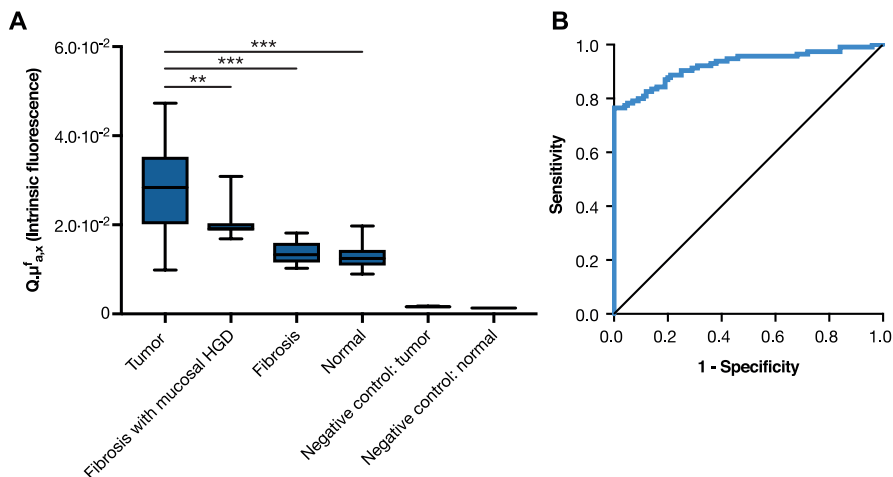 A
Q.μᶠa,x (Intrinsic fluorescence)
6.0·10⁻²
4.0·10⁻²
2.0·10⁻²
0
***
***
**
Tumor
Fibrosis with mucosal HGD
Fibrosis
Normal
Negative control: tumor
Negative control: normal
B
Sensitivity
1.0
0.8
0.6
0.4
0.2
0.0
0.0 0.2 0.4 0.6 0.8 1.0
1 - Specificity